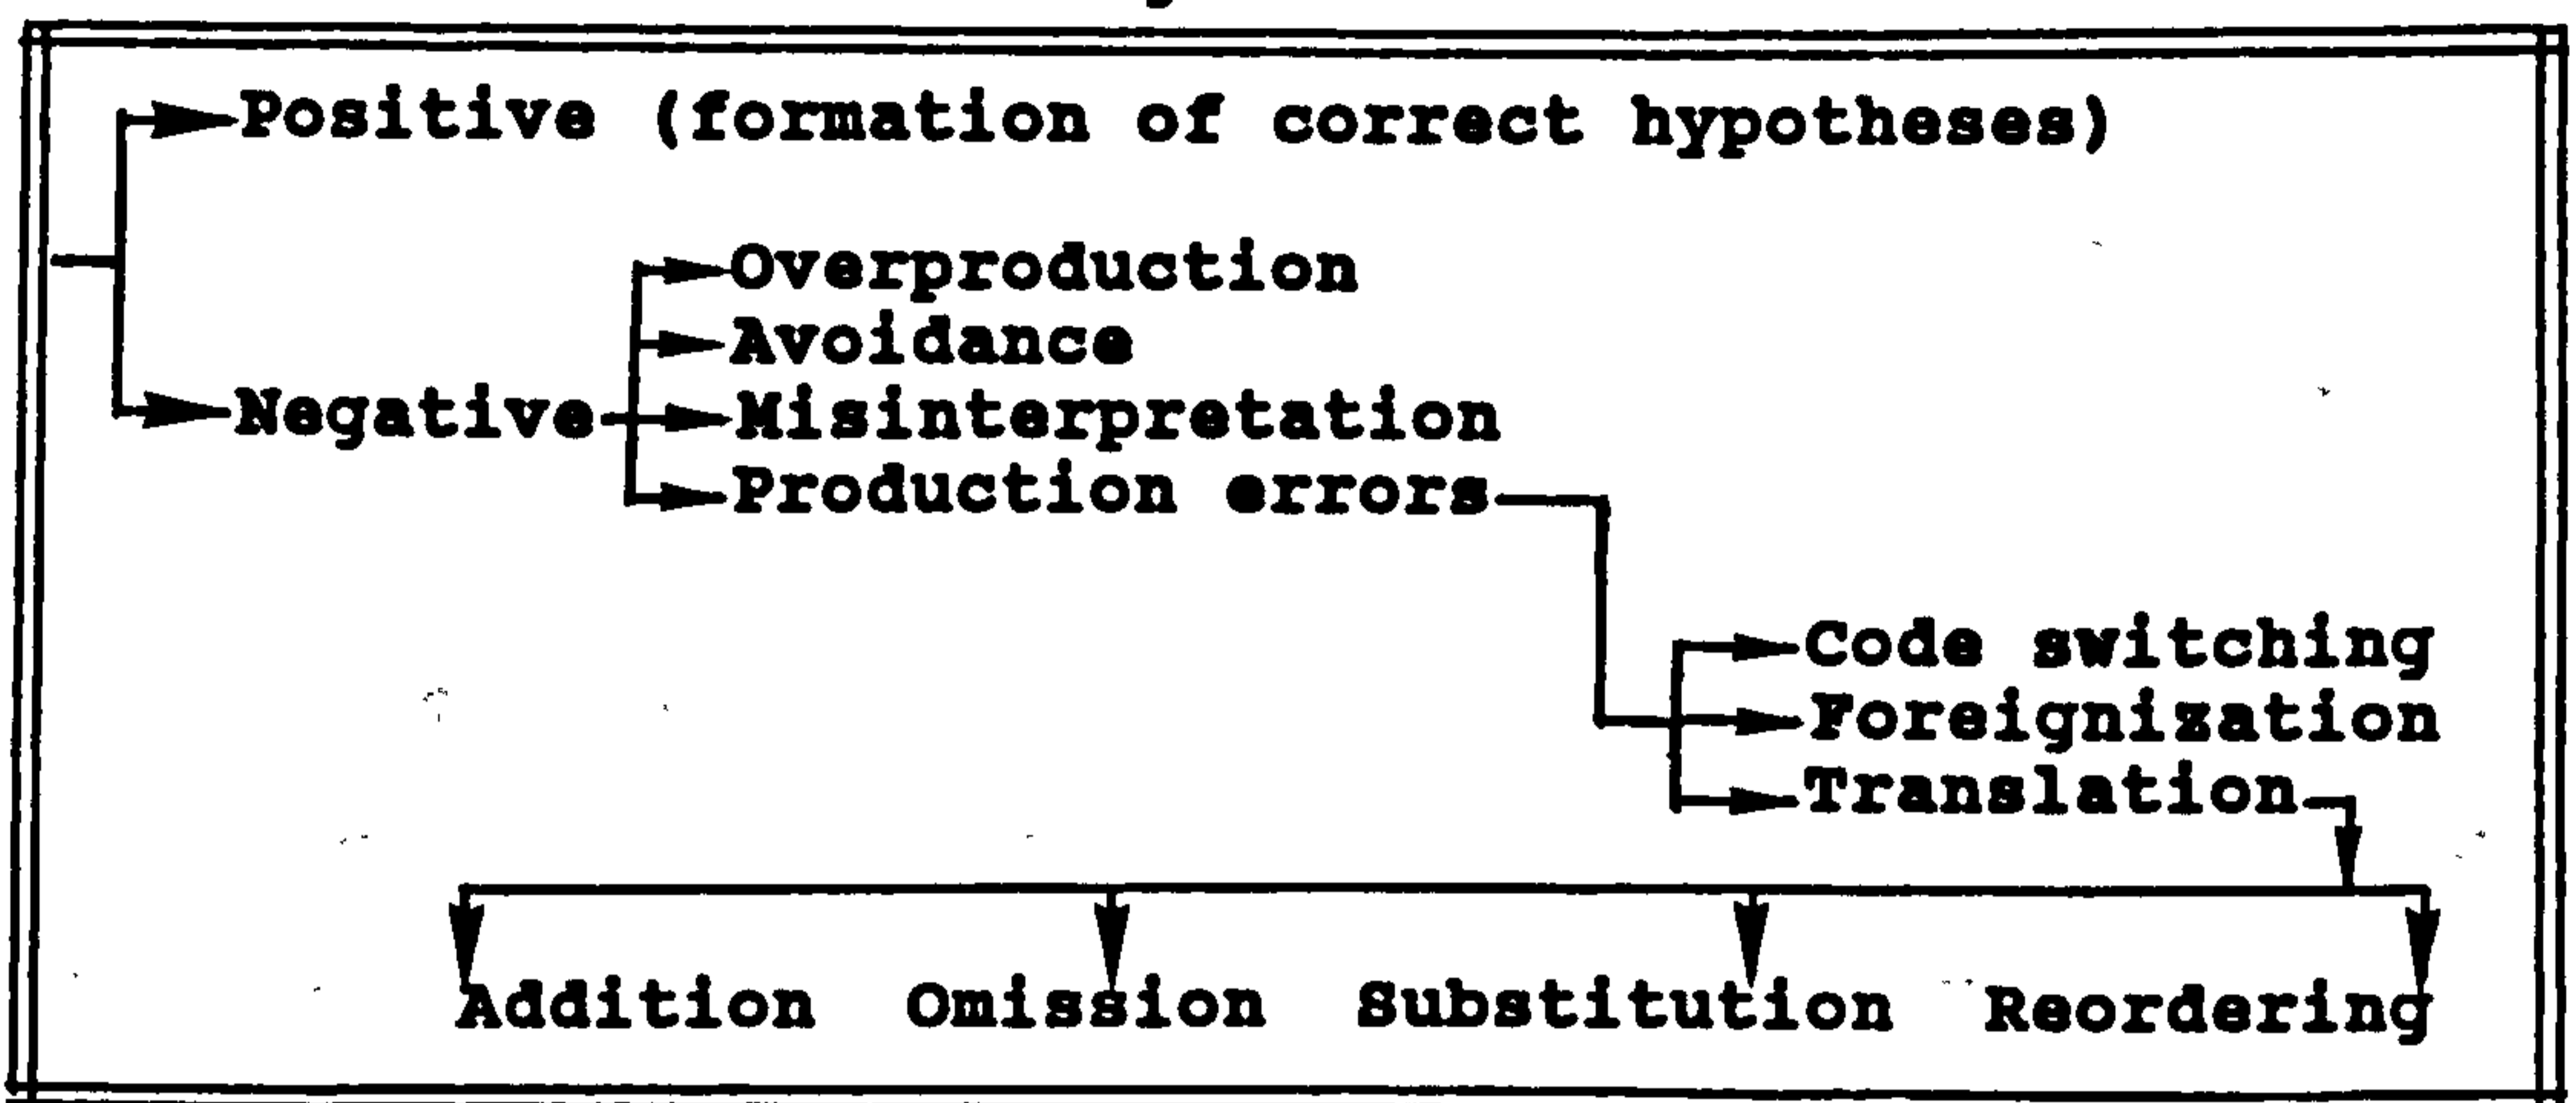 Positive (formation of correct hypotheses)
Overproduction
Avoidance
Negative Misinterpretation
Production errors
Code switching
Foreignization
Translation
Addition Omission Substitution Reordering